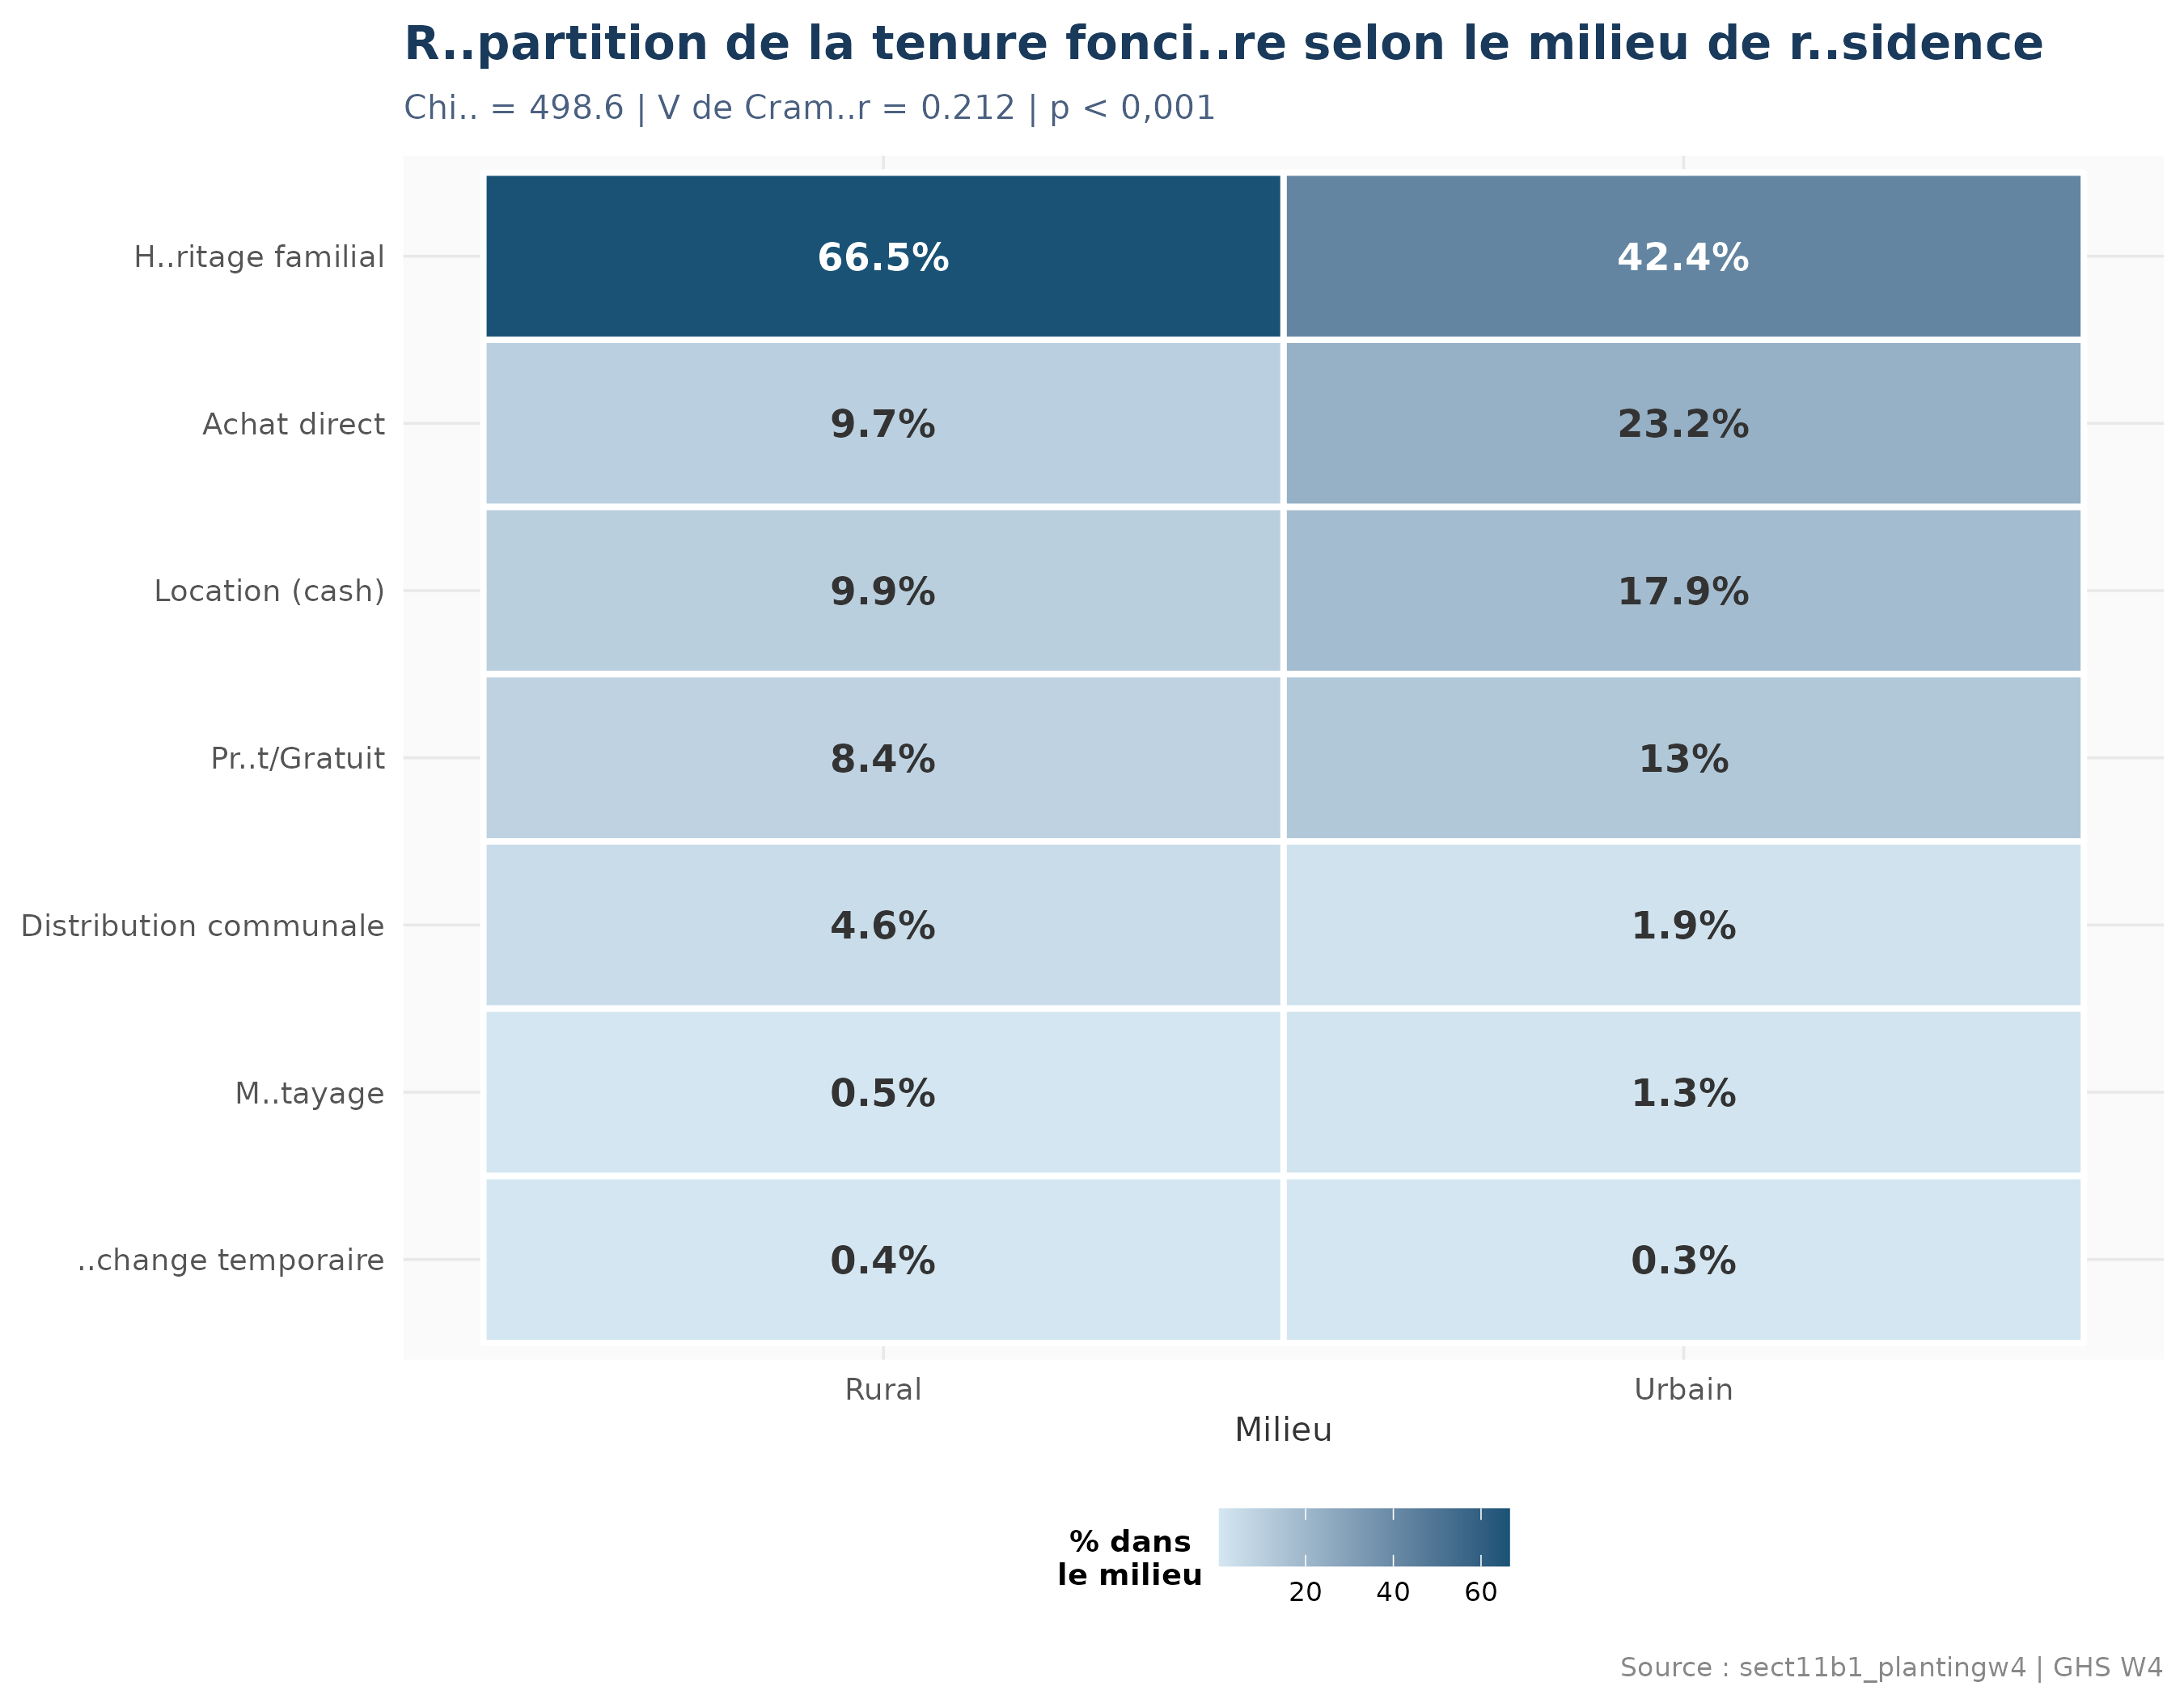 R..partition de la tenure fonci..re selon le milieu de r..sidence
Chi.. = 498.6 | V de Cram..r = 0.212 | p < 0,001
H..ritage familial 66.5% 42.4%
Achat direct 9.7% 23.2%
Location (cash) 9.9% 17.9%
Pr..t/Gratuit 8.4% 13%
Distribution communale 4.6% 1.9%
M..tayage 0.5% 1.3%
..change temporaire 0.4% 0.3%
Rural Urbain
Milieu
% dans
le milieu
20 40 60
Source : sect11b1_plantingw4 | GHS W4